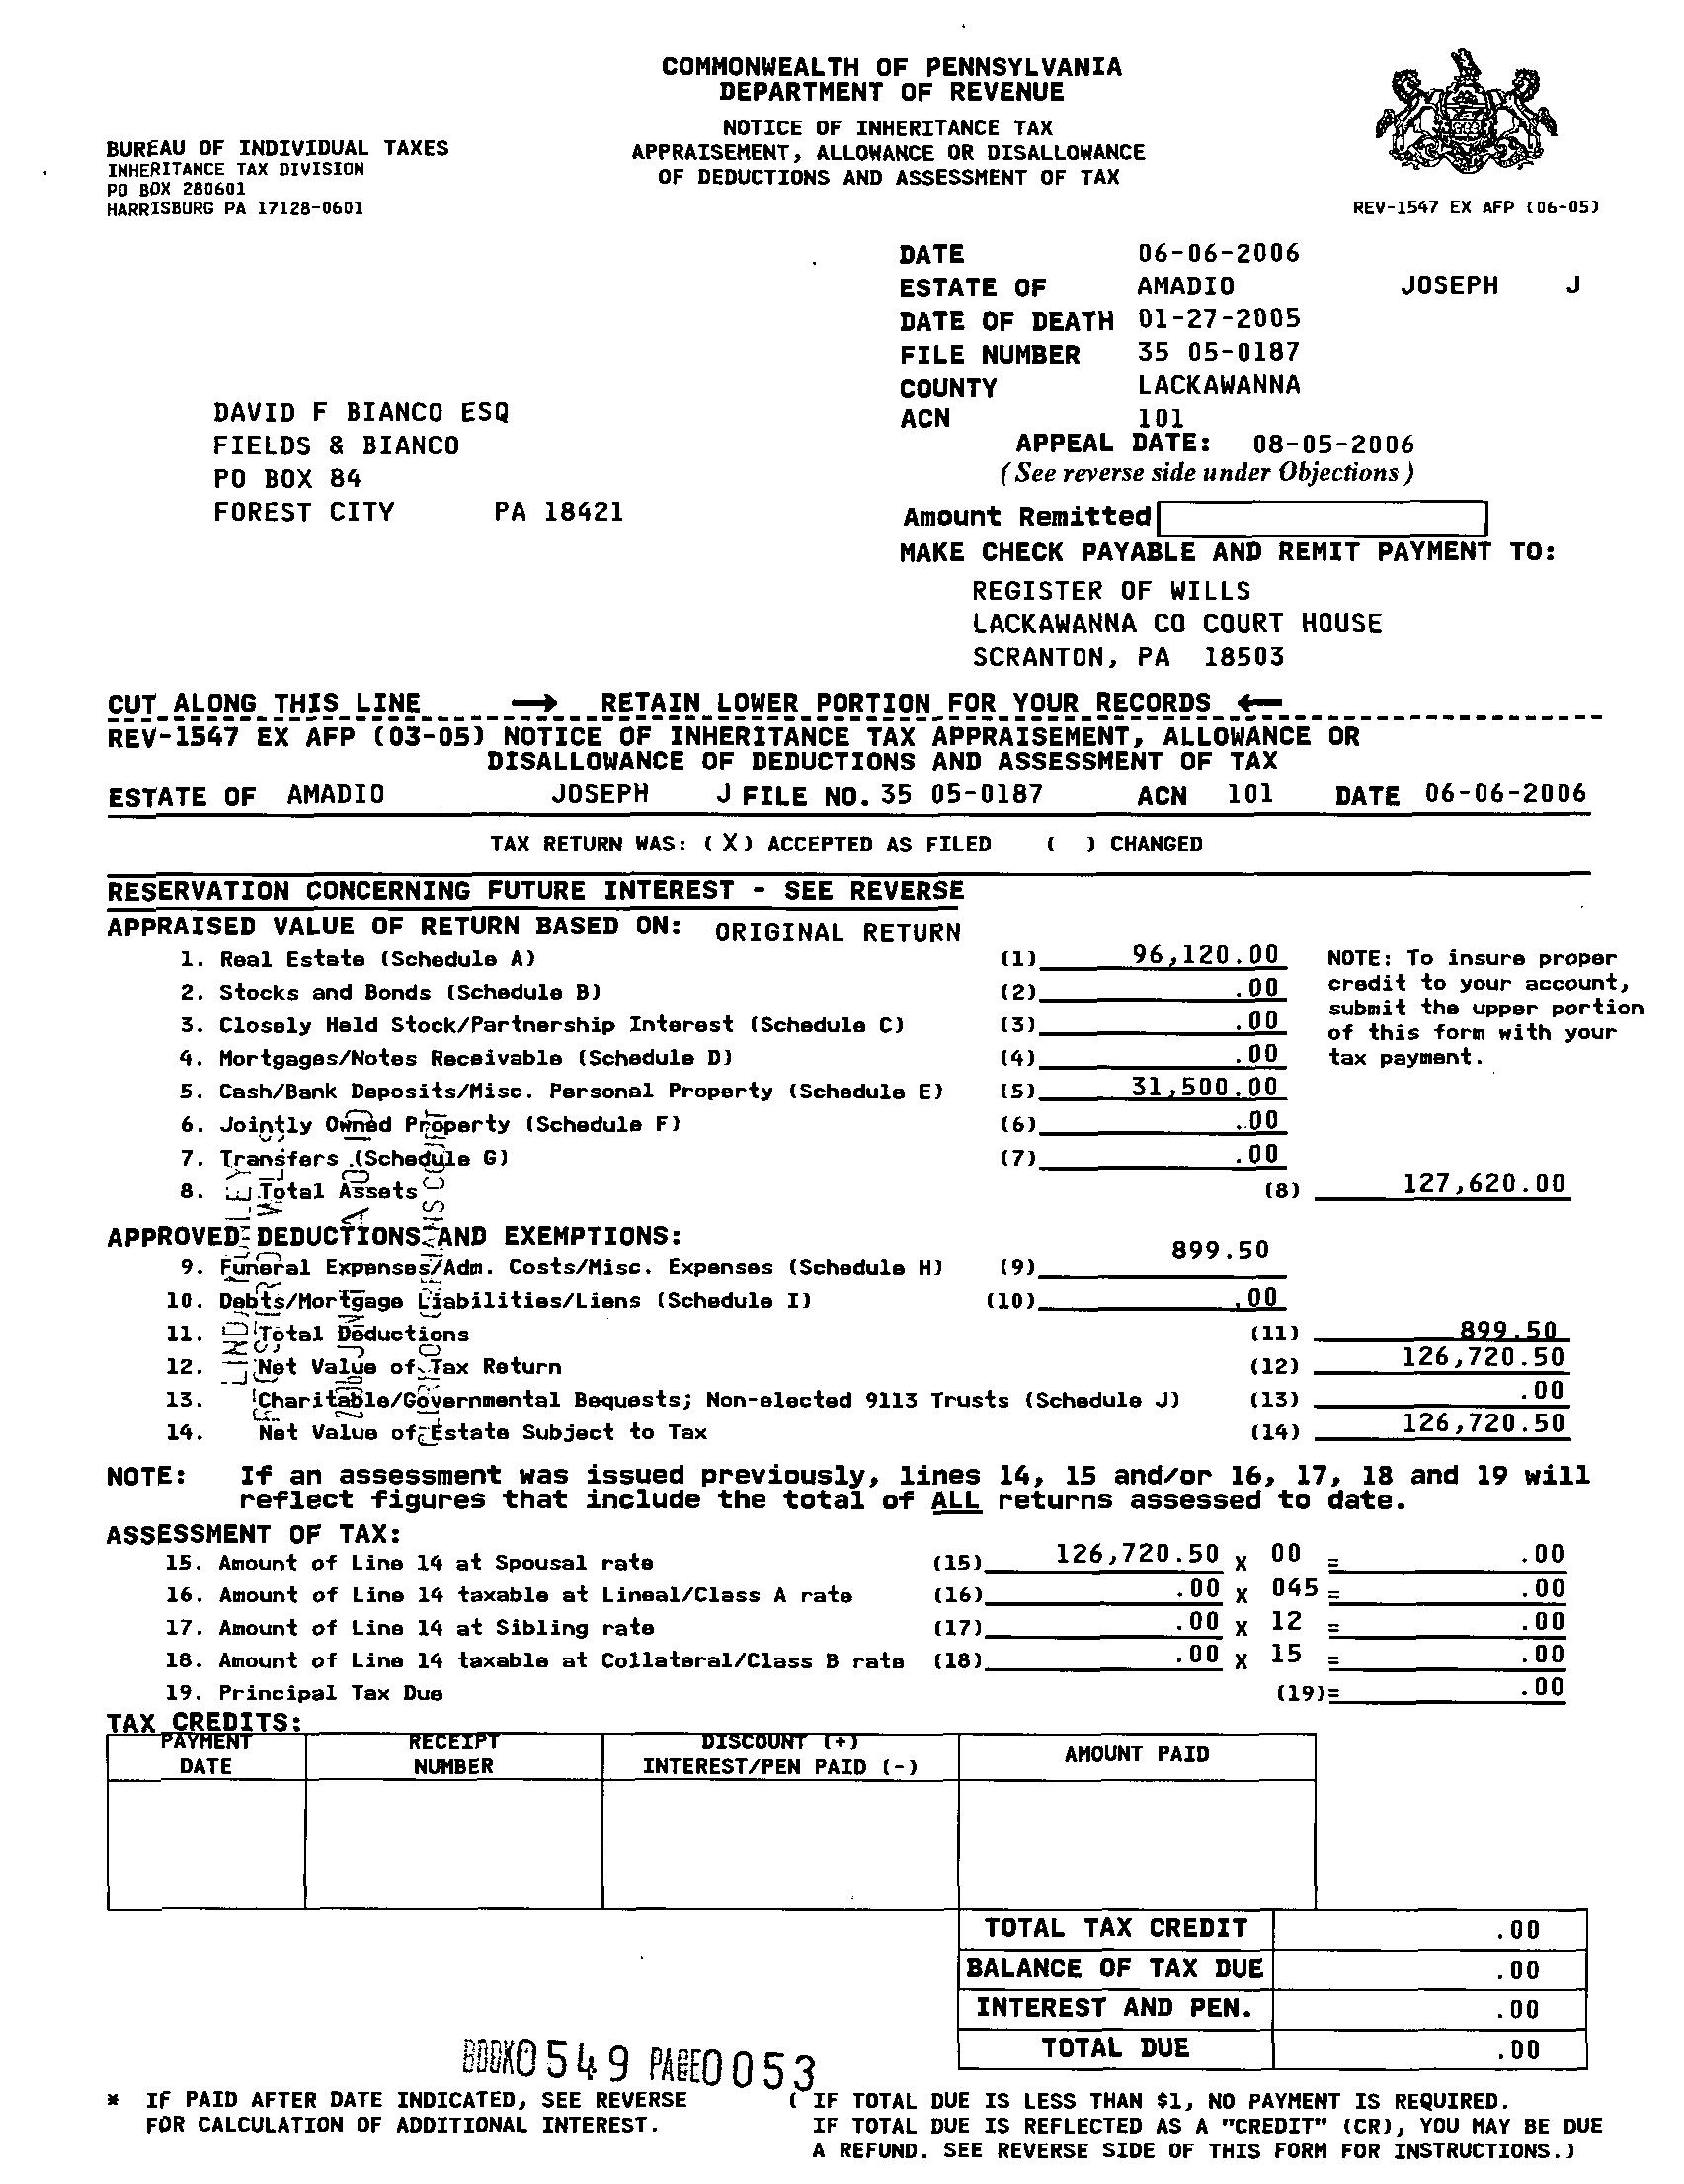 COMMONWEALTH OF PENNSYLVANIA
DEPARTMENT OF REVENUE
NOTICE OF INHERITANCE TAX
APPRAISEMENT, ALLOWANCE OR DISALLOWANCE
OF DEDUCTIONS AND ASSESSMENT OF TAX
BUREAU OF INDIVIDUAL TAXES
INHERITANCE TAX DIVISION
PO BOX 280601
HARRISBURG PA 17128-0601
REV-1547 EX AFP (06-05)
DATE 06-06-2006
ESTATE OF AMADIO JOSEPH J
DATE OF DEATH 01-27-2005
FILE NUMBER 35 05-0187
COUNTY LACKAWANNA
ACN 101
APPEAL DATE: 08-05-2006
(See reverse side under Objections)
DAVID F BIANCO ESQ
FIELDS & BIANCO
PO BOX 84
FOREST CITY PA 18421
Amount Remitted
MAKE CHECK PAYABLE AND REMIT PAYMENT TO:
REGISTER OF WILLS
LACKAWANNA CO COURT HOUSE
SCRANTON, PA 18503
CUT ALONG THIS LINE → RETAIN LOWER PORTION FOR YOUR RECORDS ←
REV-1547 EX AFP (03-05) NOTICE OF INHERITANCE TAX APPRAISEMENT, ALLOWANCE OR
DISALLOWANCE OF DEDUCTIONS AND ASSESSMENT OF TAX
ESTATE OF AMADIO JOSEPH J FILE NO. 35 05-0187 ACN 101 DATE 06-06-2006
TAX RETURN WAS: (X) ACCEPTED AS FILED ( ) CHANGED
RESERVATION CONCERNING FUTURE INTEREST - SEE REVERSE
APPRAISED VALUE OF RETURN BASED ON: ORIGINAL RETURN
1. Real Estate (Schedule A) (1) 96,120.00
2. Stocks and Bonds (Schedule B) (2) .00
3. Closely Held Stock/Partnership Interest (Schedule C) (3) .00
4. Mortgages/Notes Receivable (Schedule D) (4) .00
5. Cash/Bank Deposits/Misc. Personal Property (Schedule E) (5) 31,500.00
6. Jointly Owned Property (Schedule F) (6) .00
7. Transfers (Schedule G) (7) .00
8. Total Assets (8) 127,620.00
NOTE: To insure proper
credit to your account,
submit the upper portion
of this form with your
tax payment.
APPROVED DEDUCTIONS AND EXEMPTIONS:
9. Funeral Expenses/Adm. Costs/Misc. Expenses (Schedule H) (9) 899.50
10. Debts/Mortgage Liabilities/Liens (Schedule I) (10) .00
11. Total Deductions (11) 899.50
12. Net Value of Tax Return (12) 126,720.50
13. Charitable/Governmental Bequests; Non-elected 9113 Trusts (Schedule J) (13) .00
14. Net Value of Estate Subject to Tax (14) 126,720.50
NOTE: If an assessment was issued previously, lines 14, 15 and/or 16, 17, 18 and 19 will
reflect figures that include the total of ALL returns assessed to date.
ASSESSMENT OF TAX:
15. Amount of Line 14 at Spousal rate (15) 126,720.50 X 00 = .00
16. Amount of Line 14 taxable at Lineal/Class A rate (16) .00 X 045 = .00
17. Amount of Line 14 at Sibling rate (17) .00 X 12 = .00
18. Amount of Line 14 taxable at Collateral/Class B rate (18) .00 X 15 = .00
19. Principal Tax Due (19)= .00
TAX CREDITS:
PAYMENT DATE RECEIPT NUMBER DISCOUNT (+) INTEREST/PEN PAID (-) AMOUNT PAID
TOTAL TAX CREDIT .00
BALANCE OF TAX DUE .00
INTEREST AND PEN. .00
TOTAL DUE .00
BOOK0549 PAGE0053
* IF PAID AFTER DATE INDICATED, SEE REVERSE
FOR CALCULATION OF ADDITIONAL INTEREST.
( IF TOTAL DUE IS LESS THAN $1, NO PAYMENT IS REQUIRED.
IF TOTAL DUE IS REFLECTED AS A "CREDIT" (CR), YOU MAY BE DUE
A REFUND. SEE REVERSE SIDE OF THIS FORM FOR INSTRUCTIONS.)